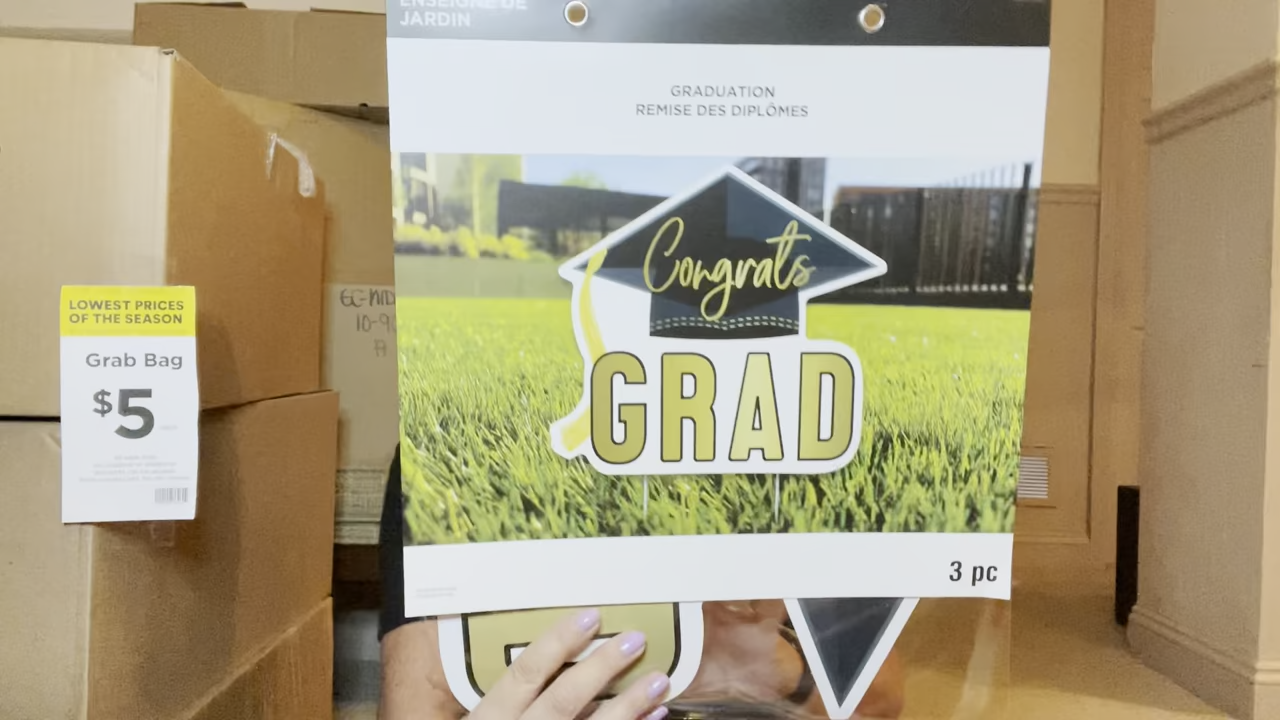 ENSEIGNE DE
JARDIN
GRADUATION
REMISE DES DIPLÔMES
Congrats
GRAD
3 pc
LOWEST PRICES
OF THE SEASON
Grab Bag
$5